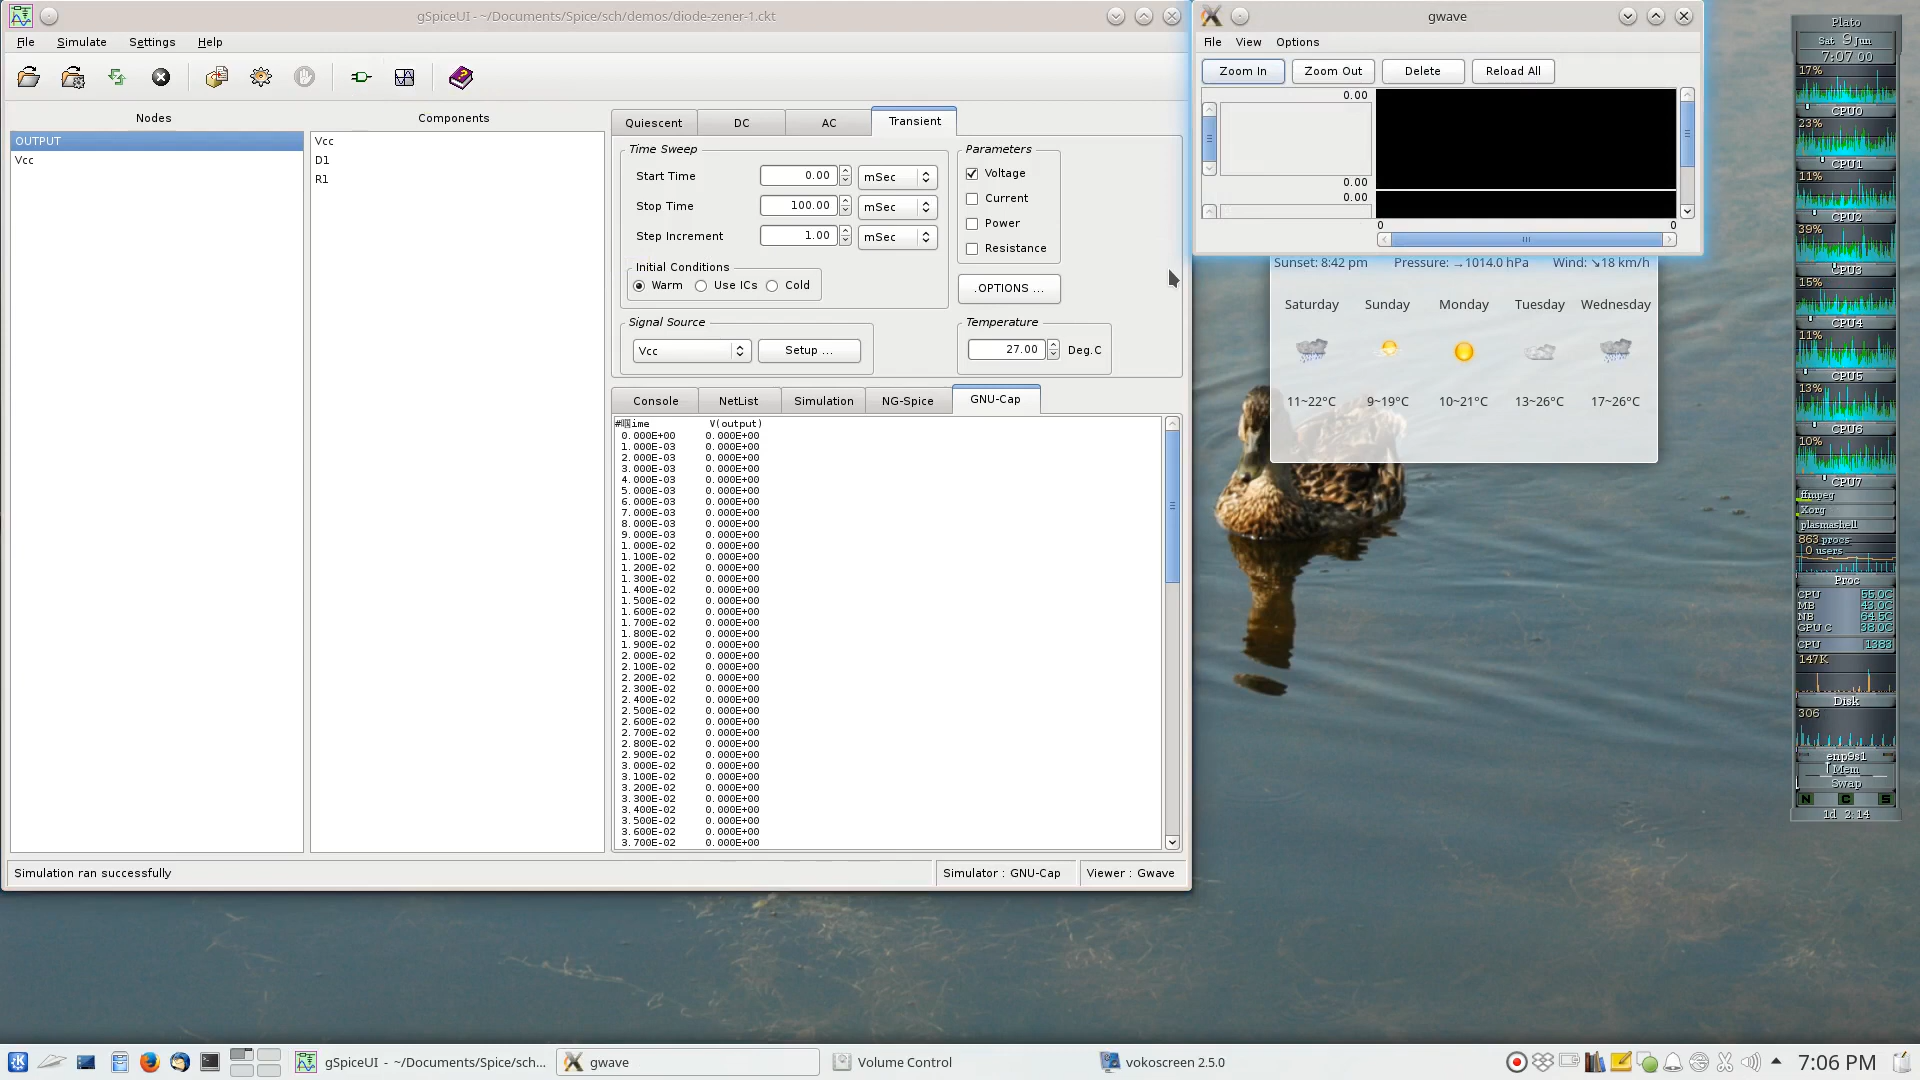 gSpiceUI - ~/Documents/Spice/sch/demos/diode-zener-1.ckt
File Simulate Settings Help
Nodes
OUTPUT
Vcc
Components
Vcc
D1
R1
Quiescent DC AC Transient
Time Sweep
Start Time 0.00 mSec
Stop Time 100.00 mSec
Step Increment 1.00 mSec
Initial Conditions
Warm Use ICs Cold
Parameters
Voltage
Current
Power
Resistance
.OPTIONS ...
Signal Source
Vcc Setup ...
Temperature
27.00 Deg.C
Console NetList Simulation NG-Spice GNU-Cap
ime V(output)
0.000E+00 0.000E+00
1.000E-03 0.000E+00
2.000E-03 0.000E+00
3.000E-03 0.000E+00
4.000E-03 0.000E+00
5.000E-03 0.000E+00
6.000E-03 0.000E+00
7.000E-03 0.000E+00
8.000E-03 0.000E+00
9.000E-03 0.000E+00
1.000E-02 0.000E+00
1.100E-02 0.000E+00
1.200E-02 0.000E+00
1.300E-02 0.000E+00
1.400E-02 0.000E+00
1.500E-02 0.000E+00
1.600E-02 0.000E+00
1.700E-02 0.000E+00
1.800E-02 0.000E+00
1.900E-02 0.000E+00
2.000E-02 0.000E+00
2.100E-02 0.000E+00
2.200E-02 0.000E+00
2.300E-02 0.000E+00
2.400E-02 0.000E+00
2.500E-02 0.000E+00
2.600E-02 0.000E+00
2.700E-02 0.000E+00
2.800E-02 0.000E+00
2.900E-02 0.000E+00
3.000E-02 0.000E+00
3.100E-02 0.000E+00
3.200E-02 0.000E+00
3.300E-02 0.000E+00
3.400E-02 0.000E+00
3.500E-02 0.000E+00
3.600E-02 0.000E+00
3.700E-02 0.000E+00
Simulation ran successfully Simulator : GNU-Cap Viewer : Gwave
gwave
File View Options
Zoom In Zoom Out Delete Reload All
0.00
0.00
0.00
0 0
Sunset: 8:42 pm Pressure: →1014.0 hPa Wind: ↘18 km/h
Saturday Sunday Monday Tuesday Wednesday
11~22°C 9~19°C 10~21°C 13~26°C 17~26°C
Plato
Sat 9 Jun
7:07 00
17%
CPU0
23%
CPU1
11%
CPU2
39%
CPU3
15%
CPU4
11%
CPU5
13%
CPU6
10%
CPU7
ffmpeg
Xorg
plasmashell
863 procs
0 users
Proc
CPU 55.0C
MB 43.0C
NB 64.5C
GPU C 38.0C
CPU 1383
147K
Disk
306
enp9s1
Mem
Swap
N C S
1d 2:14
gSpiceUI - ~/Documents/Spice/sch... gwave Volume Control vokoscreen 2.5.0 7:06 PM